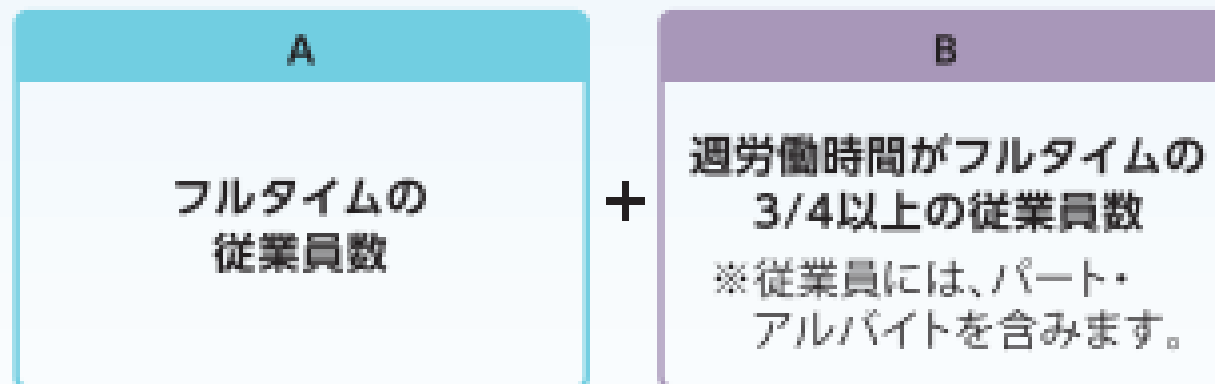 A
フルタイムの
従業員数
+
B
週労働時間がフルタイムの
3/4以上の従業員数
※従業員には、パート・
アルバイトを含みます。